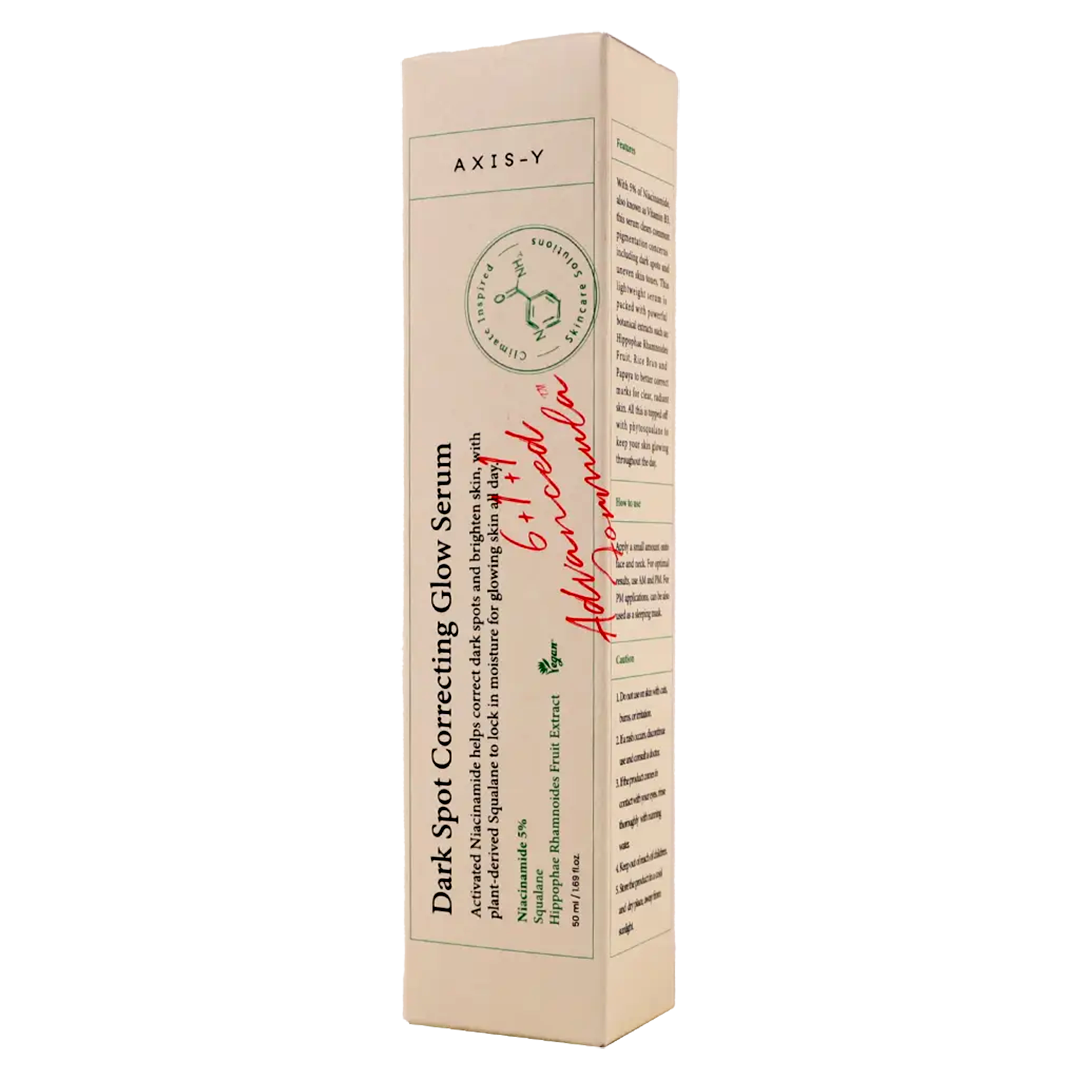 AXIS-Y
Climate Inspired
Skincare Solutions
NH₂
O
N
6+1+1
Advanced™
Formula
Dark Spot Correcting Glow Serum
Activated Niacinamide helps correct dark spots and brighten skin, with
plant-derived Squalane to lock in moisture for glowing skin all day.
Vegan
Niacinamide 5%
Squalane
Hippophae Rhamnoides Fruit Extract
50 ml / 1.69 fl.oz.
Features
With 5% of Niacinamide,
also known as Vitamin B3,
this serum clears common
pigmentation concerns
including dark spots and
uneven skin tones. This
lightweight serum is
packed with powerful
botanical extracts such as
Hippophae Rhamnoides
Fruit, Rice Bran and
Papaya to better correct
marks for clear, radiant
skin. All this is topped off
with phytosqualane to
keep your skin glowing
throughout the day.
How to use
Apply a small amount onto
face and neck. For optimal
results, use AM and PM. For
PM applications, can be also
used as a sleeping mask.
Caution
1. Do not use on skin with cuts,
burns, or irritation.
2. If a rash occurs, discontinue
use and consult a doctor.
3. If the product comes in
contact with your eyes, rinse
thoroughly with running
water.
4. Keep out of reach of children.
5. Store the product in a cool
and dry place, away from
sunlight.